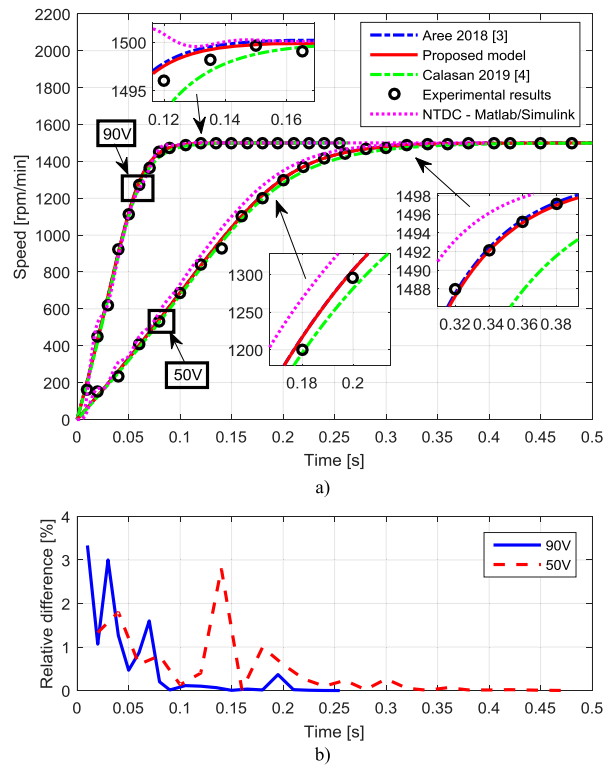 a)
2200
2000
1800
1600
1400
1200
1000
800
600
400
200
0
Speed [rpm/min]
0 0.05 0.1 0.15 0.2 0.25 0.3 0.35 0.4 0.45 0.5
Time [s]
1500
1495
0.12 0.14 0.16
Aree 2018 [3]
Proposed model
Calasan 2019 [4]
Experimental results
NTDC - Matlab/Simulink
90V
50V
1300
1200
0.18 0.2
1498
1496
1494
1492
1490
1488
0.32 0.34 0.36 0.38
a)
4
3
2
1
0
Relative difference [%]
90V
50V
0 0.05 0.1 0.15 0.2 0.25 0.3 0.35 0.4 0.45 0.5
Time [s]
b)